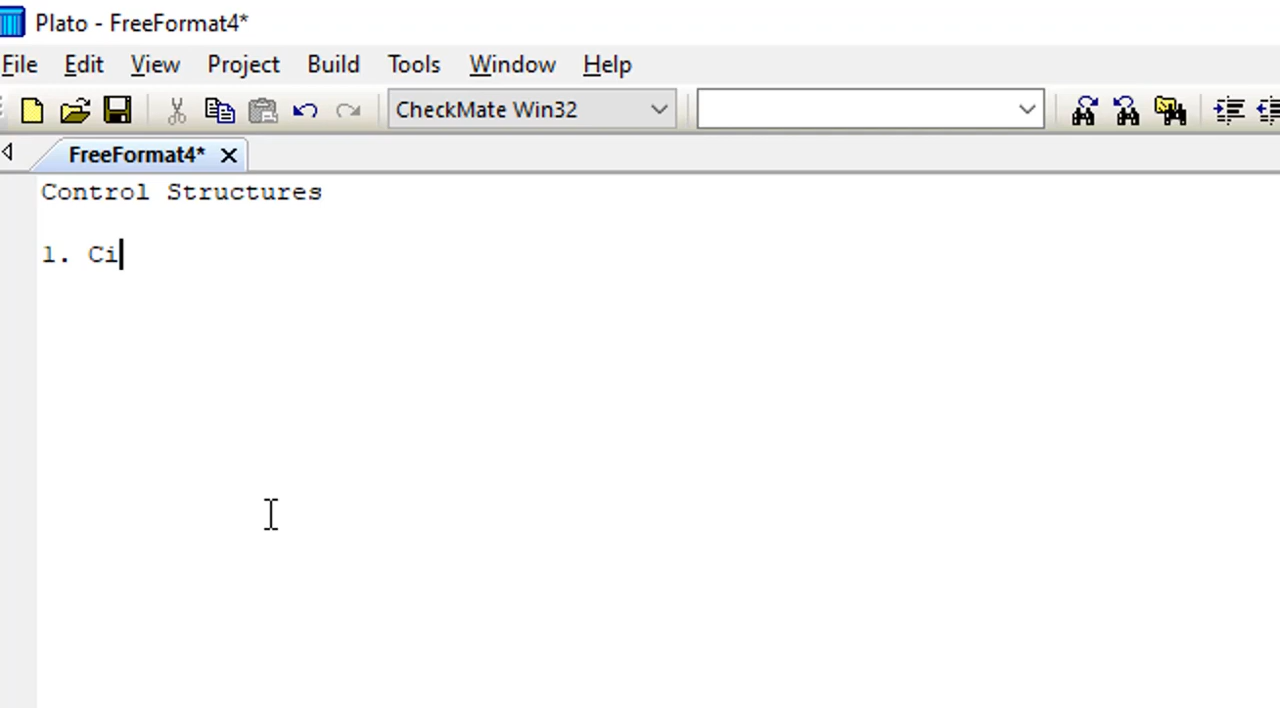 Plato - FreeFormat4*
File Edit View Project Build Tools Window Help
CheckMate Win32
FreeFormat4*
Control Structures
1. Ci